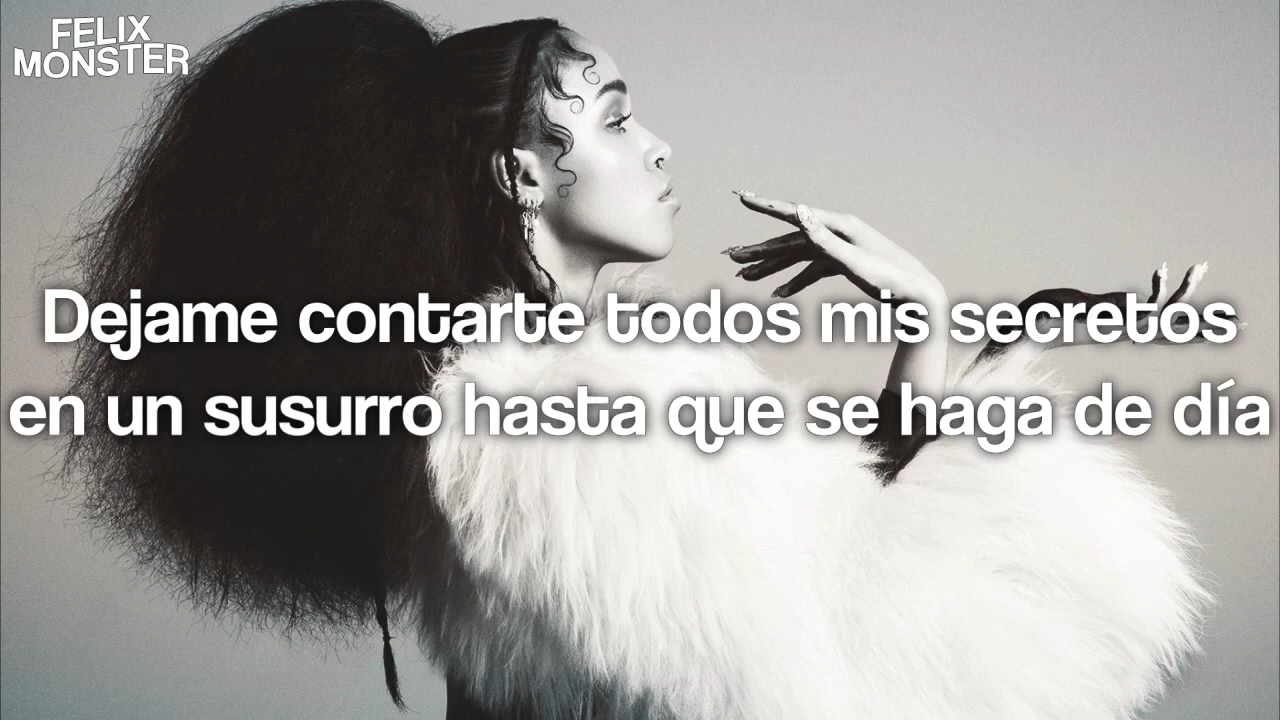 FELIX
MONSTER
Dejame contarte todos mis secretos
en un susurro hasta que se haga de día